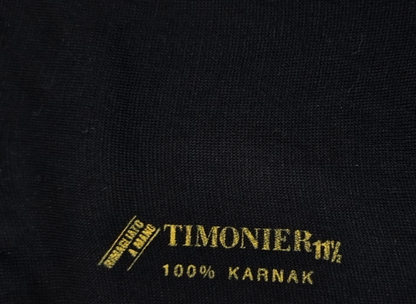 RIMAGLIATO
A MANO
TIMONIER 11½
100% KARNAK